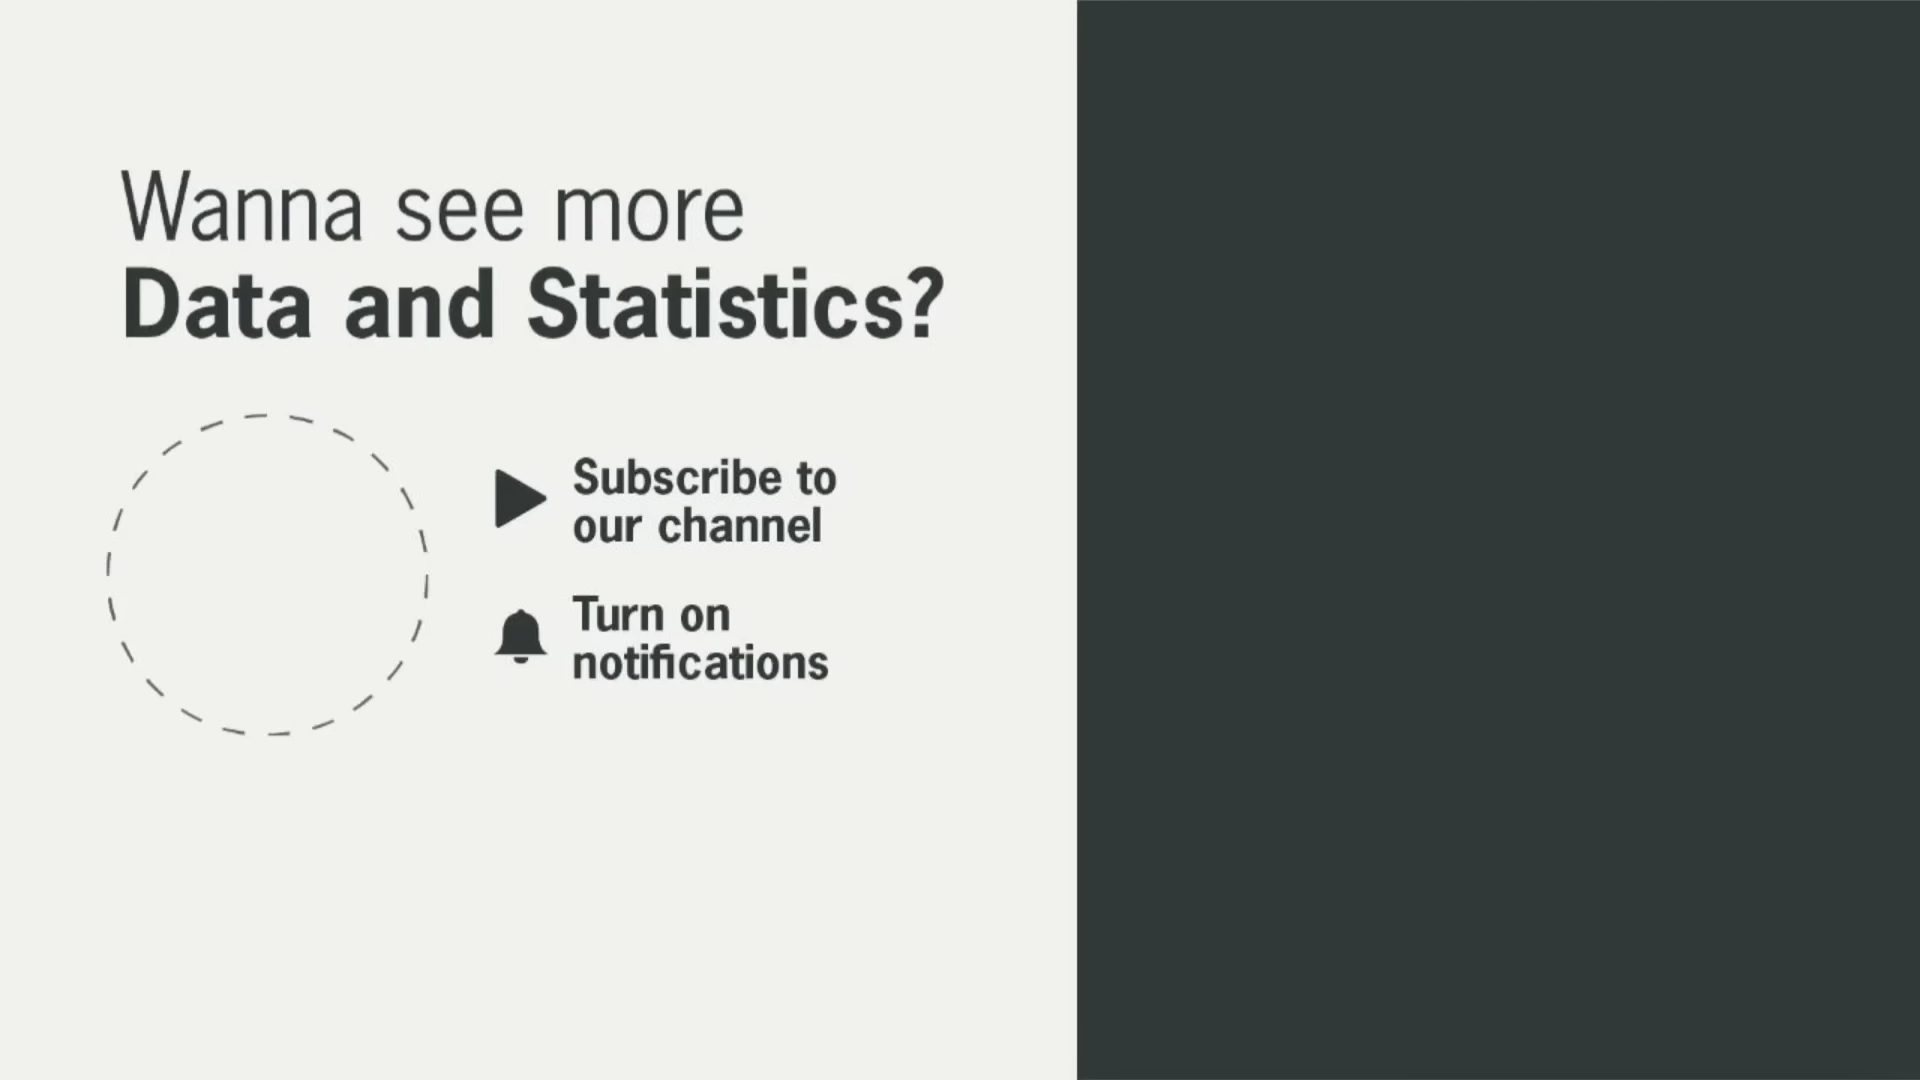 Wanna see more
Data and Statistics?
Subscribe to
our channel
Turn on
notifications